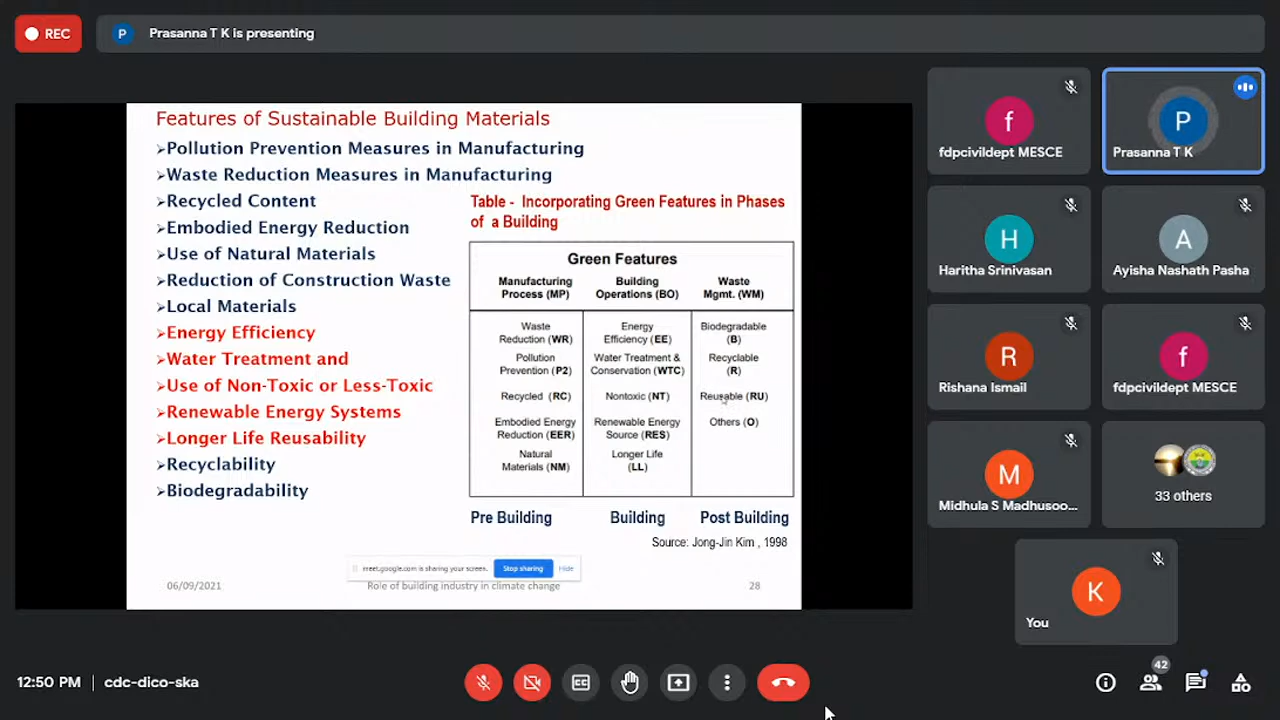 REC
P
Prasanna T K is presenting
Features of Sustainable Building Materials
➢Pollution Prevention Measures in Manufacturing
➢Waste Reduction Measures in Manufacturing
➢Recycled Content
➢Embodied Energy Reduction
➢Use of Natural Materials
➢Reduction of Construction Waste
➢Local Materials
➢Energy Efficiency
➢Water Treatment and
➢Use of Non-Toxic or Less-Toxic
➢Renewable Energy Systems
➢Longer Life Reusability
➢Recyclability
➢Biodegradability
Table - Incorporating Green Features in Phases
of a Building
Green Features
Manufacturing
Process (MP)
Building
Operations (BO)
Waste
Mgmt. (WM)
Waste
Reduction (WR)
Pollution
Prevention (P2)
Recycled (RC)
Embodied Energy
Reduction (EER)
Natural
Materials (NM)
Energy
Efficiency (EE)
Water Treatment &
Conservation (WTC)
Nontoxic (NT)
Renewable Energy
Source (RES)
Longer Life
(LL)
Biodegradable
(B)
Recyclable
(R)
Reusable (RU)
Others (O)
Pre Building
Building
Post Building
Source: Jong-Jin Kim , 1998
meet.google.com is sharing your screen.
Stop sharing
Hide
06/09/2021
Role of building industry in climate change
28
f
fdpcivildept MESCE
P
Prasanna T K
H
Haritha Srinivasan
A
Ayisha Nashath Pasha
R
Rishana Ismail
f
fdpcivildept MESCE
M
Midhula S Madhusoo...
33 others
K
You
12:50 PM | cdc-dico-ska
CC
42